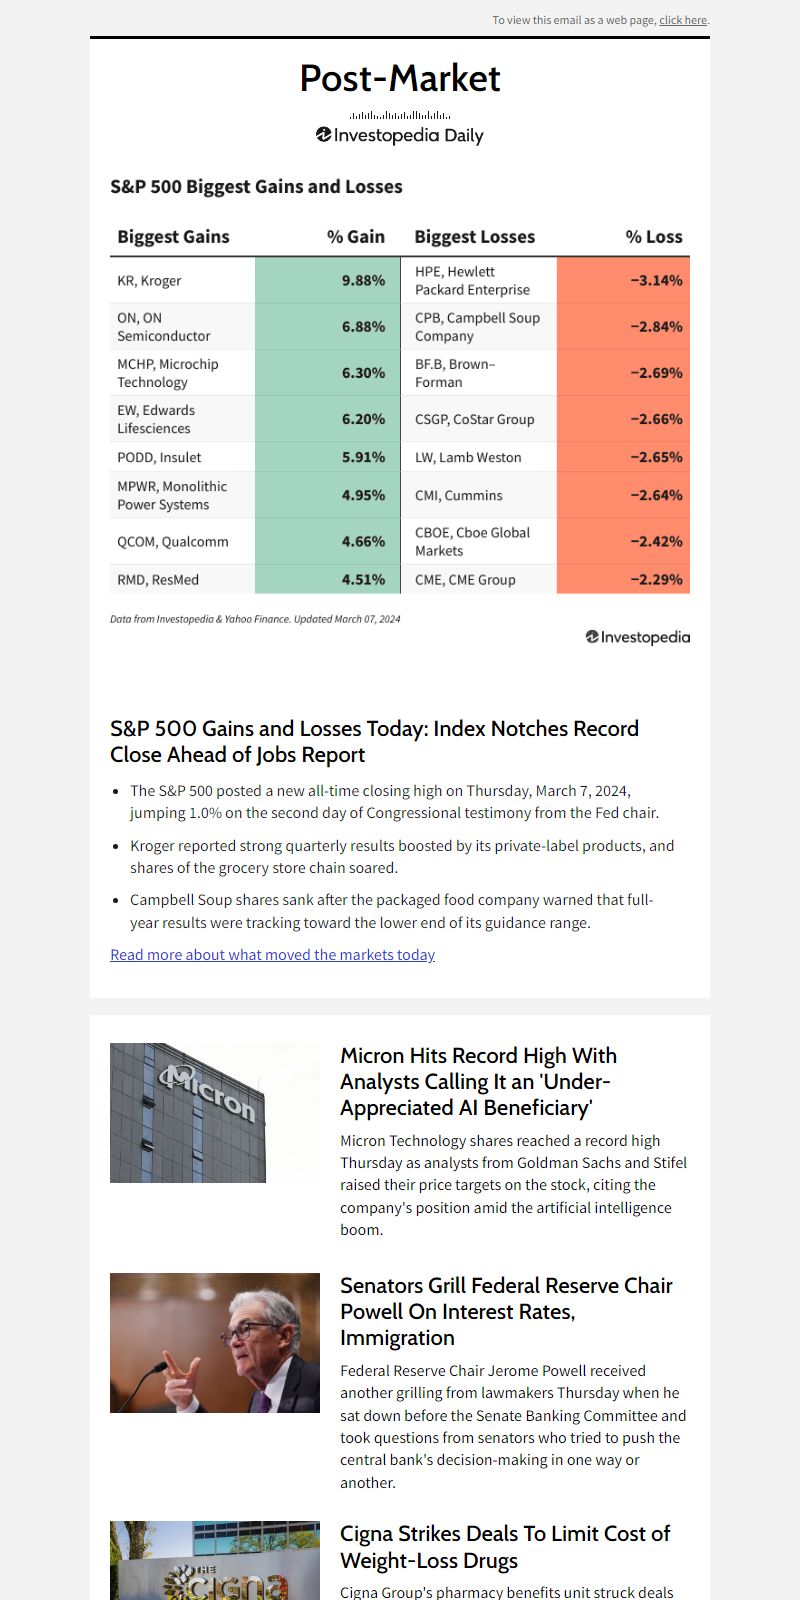 To view this email as a web page, click here.
Post-Market
Investopedia Daily
S&P 500 Biggest Gains and Losses
Biggest Gains % Gain Biggest Losses % Loss
KR, Kroger 9.88% HPE, Hewlett Packard Enterprise −3.14%
ON, ON Semiconductor 6.88% CPB, Campbell Soup Company −2.84%
MCHP, Microchip Technology 6.30% BF.B, Brown–Forman −2.69%
EW, Edwards Lifesciences 6.20% CSGP, CoStar Group −2.66%
PODD, Insulet 5.91% LW, Lamb Weston −2.65%
MPWR, Monolithic Power Systems 4.95% CMI, Cummins −2.64%
QCOM, Qualcomm 4.66% CBOE, Cboe Global Markets −2.42%
RMD, ResMed 4.51% CME, CME Group −2.29%
Data from Investopedia & Yahoo Finance. Updated March 07, 2024
Investopedia
S&P 500 Gains and Losses Today: Index Notches Record
Close Ahead of Jobs Report
• The S&P 500 posted a new all-time closing high on Thursday, March 7, 2024,
jumping 1.0% on the second day of Congressional testimony from the Fed chair.
• Kroger reported strong quarterly results boosted by its private-label products, and
shares of the grocery store chain soared.
• Campbell Soup shares sank after the packaged food company warned that full-
year results were tracking toward the lower end of its guidance range.
Read more about what moved the markets today
Micron
Micron Hits Record High With
Analysts Calling It an 'Under-
Appreciated AI Beneficiary'
Micron Technology shares reached a record high
Thursday as analysts from Goldman Sachs and Stifel
raised their price targets on the stock, citing the
company's position amid the artificial intelligence
boom.
Senators Grill Federal Reserve Chair
Powell On Interest Rates,
Immigration
Federal Reserve Chair Jerome Powell received
another grilling from lawmakers Thursday when he
sat down before the Senate Banking Committee and
took questions from senators who tried to push the
central bank's decision-making in one way or
another.
THE
cigna
Cigna Strikes Deals To Limit Cost of
Weight-Loss Drugs
Cigna Group's pharmacy benefits unit struck deals